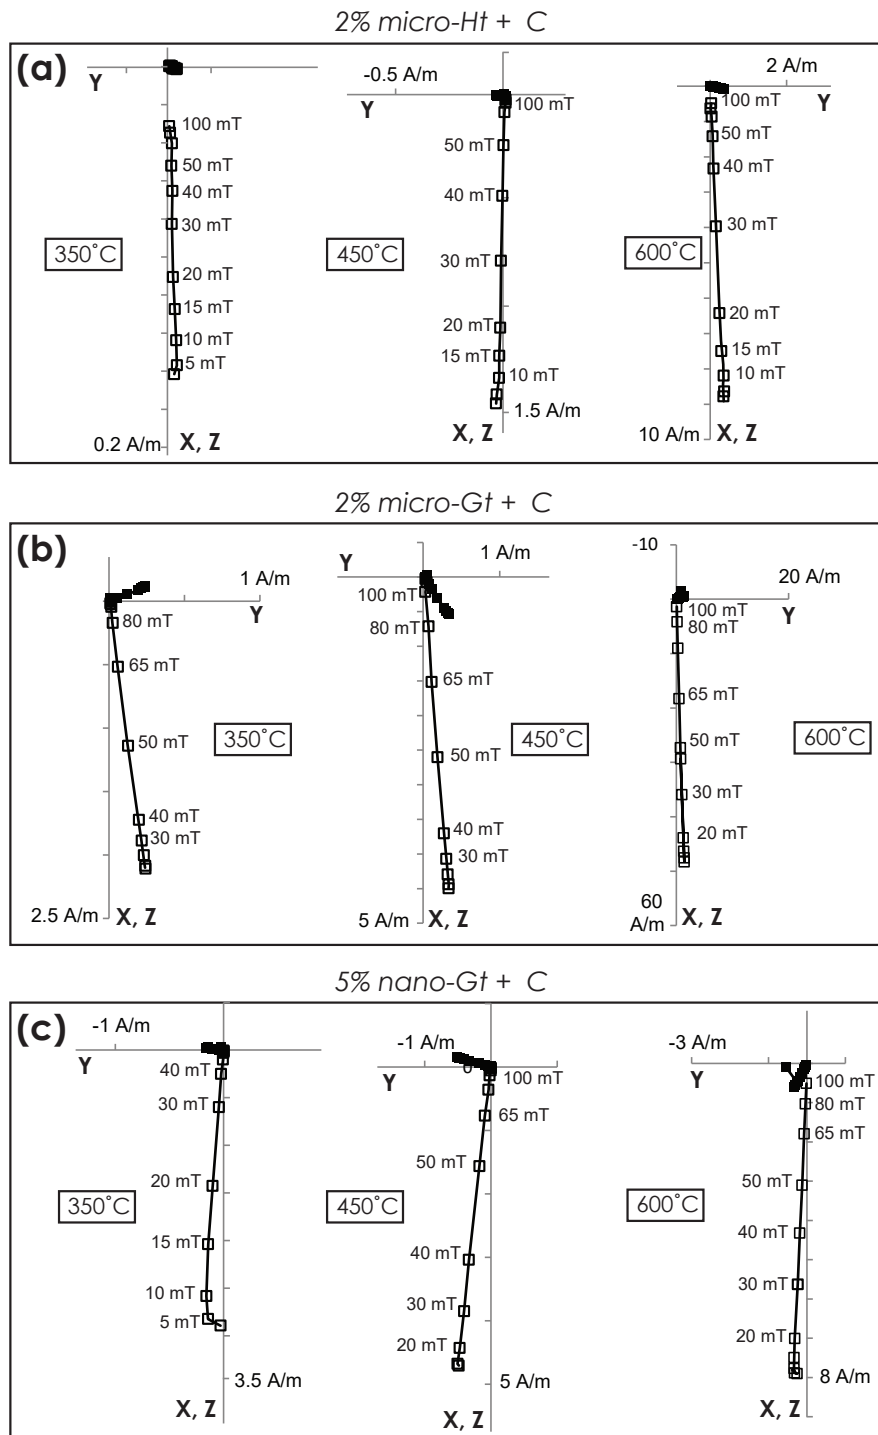 2% micro-Ht + C
(a)
Y
100 mT
50 mT
40 mT
30 mT
350˚C
20 mT
15 mT
10 mT
5 mT
0.2 A/m
X, Z
-0.5 A/m
Y
100 mT
50 mT
40 mT
450˚C
30 mT
20 mT
15 mT
10 mT
1.5 A/m
X, Z
2 A/m
Y
100 mT
50 mT
40 mT
30 mT
600˚C
20 mT
15 mT
10 mT
10 A/m
X, Z
2% micro-Gt + C
(b)
1 A/m
Y
80 mT
65 mT
50 mT
350˚C
40 mT
30 mT
2.5 A/m
X, Z
Y
1 A/m
100 mT
80 mT
65 mT
50 mT
450˚C
40 mT
30 mT
5 A/m
X, Z
-10
20 A/m
Y
100 mT
80 mT
65 mT
50 mT
600˚C
30 mT
20 mT
60
A/m
X, Z
5% nano-Gt + C
(c)
-1 A/m
Y
40 mT
30 mT
20 mT
350˚C
15 mT
10 mT
5 mT
3.5 A/m
X, Z
-1 A/m
Y
0
100 mT
65 mT
50 mT
450˚C
40 mT
30 mT
20 mT
5 A/m
X, Z
-3 A/m
Y
100 mT
80 mT
65 mT
50 mT
600˚C
40 mT
30 mT
20 mT
8 A/m
X, Z